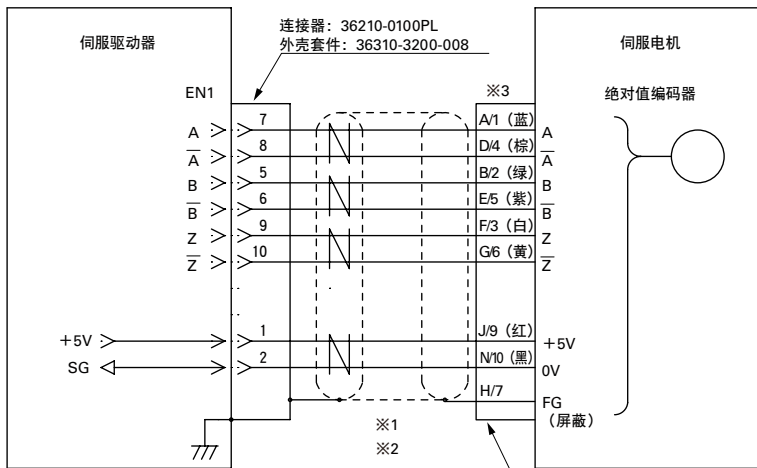 连接器：36210-0100PL
外壳套件：36310-3200-008
伺服驱动器
伺服电机
EN1
※3
绝对值编码器
A 7 A/1（蓝） A
A̅ 8 D/4（棕） A̅
B 5 B/2（绿） B
B̅ 6 E/5（紫） B̅
Z 9 F/3（白） Z
Z̅ 10 G/6（黄） Z̅
+5V 1 J/9（红） +5V
SG 2 N/10（黑） 0V
H/7 FG
（屏蔽）
※1
※2